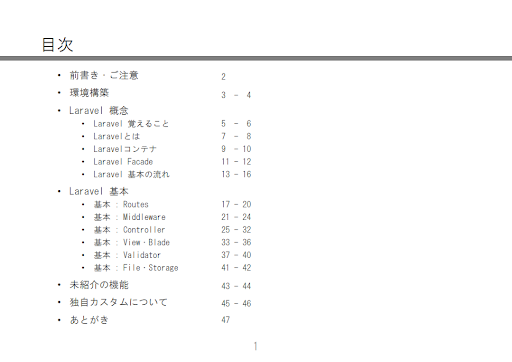 目次
• 前書き・ご注意 2
• 環境構築 3 - 4
• Laravel 概念
• Laravel 覚えること 5 - 6
• Laravelとは 7 - 8
• Laravelコンテナ 9 - 10
• Laravel Facade 11 - 12
• Laravel 基本の流れ 13 - 16
• Laravel 基本
• 基本 : Routes 17 - 20
• 基本 : Middleware 21 - 24
• 基本 : Controller 25 - 32
• 基本 : View・Blade 33 - 36
• 基本 : Validator 37 - 40
• 基本 : File・Storage 41 - 42
• 未紹介の機能 43 - 44
• 独自カスタムについて 45 - 46
• あとがき 47
1